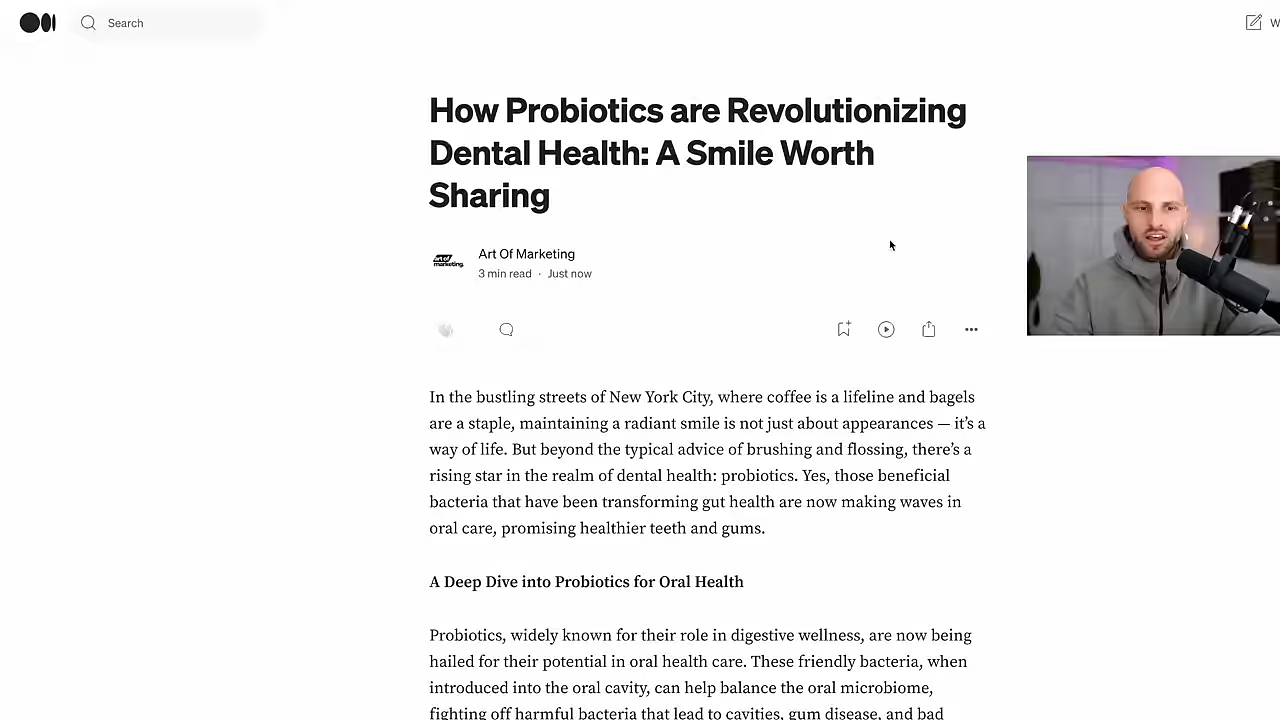 Search
W
How Probiotics are Revolutionizing
Dental Health: A Smile Worth
Sharing
art of
marketing.
Art Of Marketing
3 min read · Just now
In the bustling streets of New York City, where coffee is a lifeline and bagels
are a staple, maintaining a radiant smile is not just about appearances — it’s a
way of life. But beyond the typical advice of brushing and flossing, there’s a
rising star in the realm of dental health: probiotics. Yes, those beneficial
bacteria that have been transforming gut health are now making waves in
oral care, promising healthier teeth and gums.
A Deep Dive into Probiotics for Oral Health
Probiotics, widely known for their role in digestive wellness, are now being
hailed for their potential in oral health care. These friendly bacteria, when
introduced into the oral cavity, can help balance the oral microbiome,
fighting off harmful bacteria that lead to cavities, gum disease, and bad